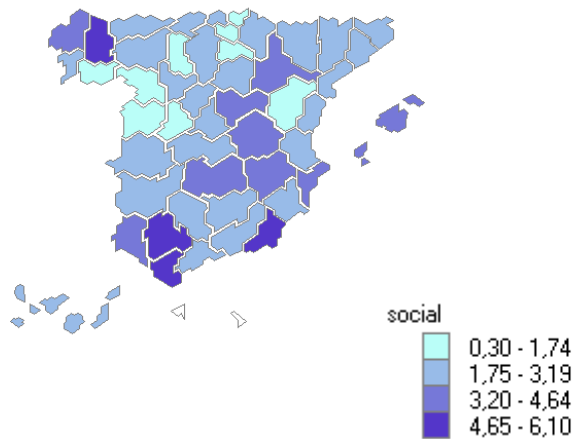 social
0,30 - 1,74
1,75 - 3,19
3,20 - 4,64
4,65 - 6,10